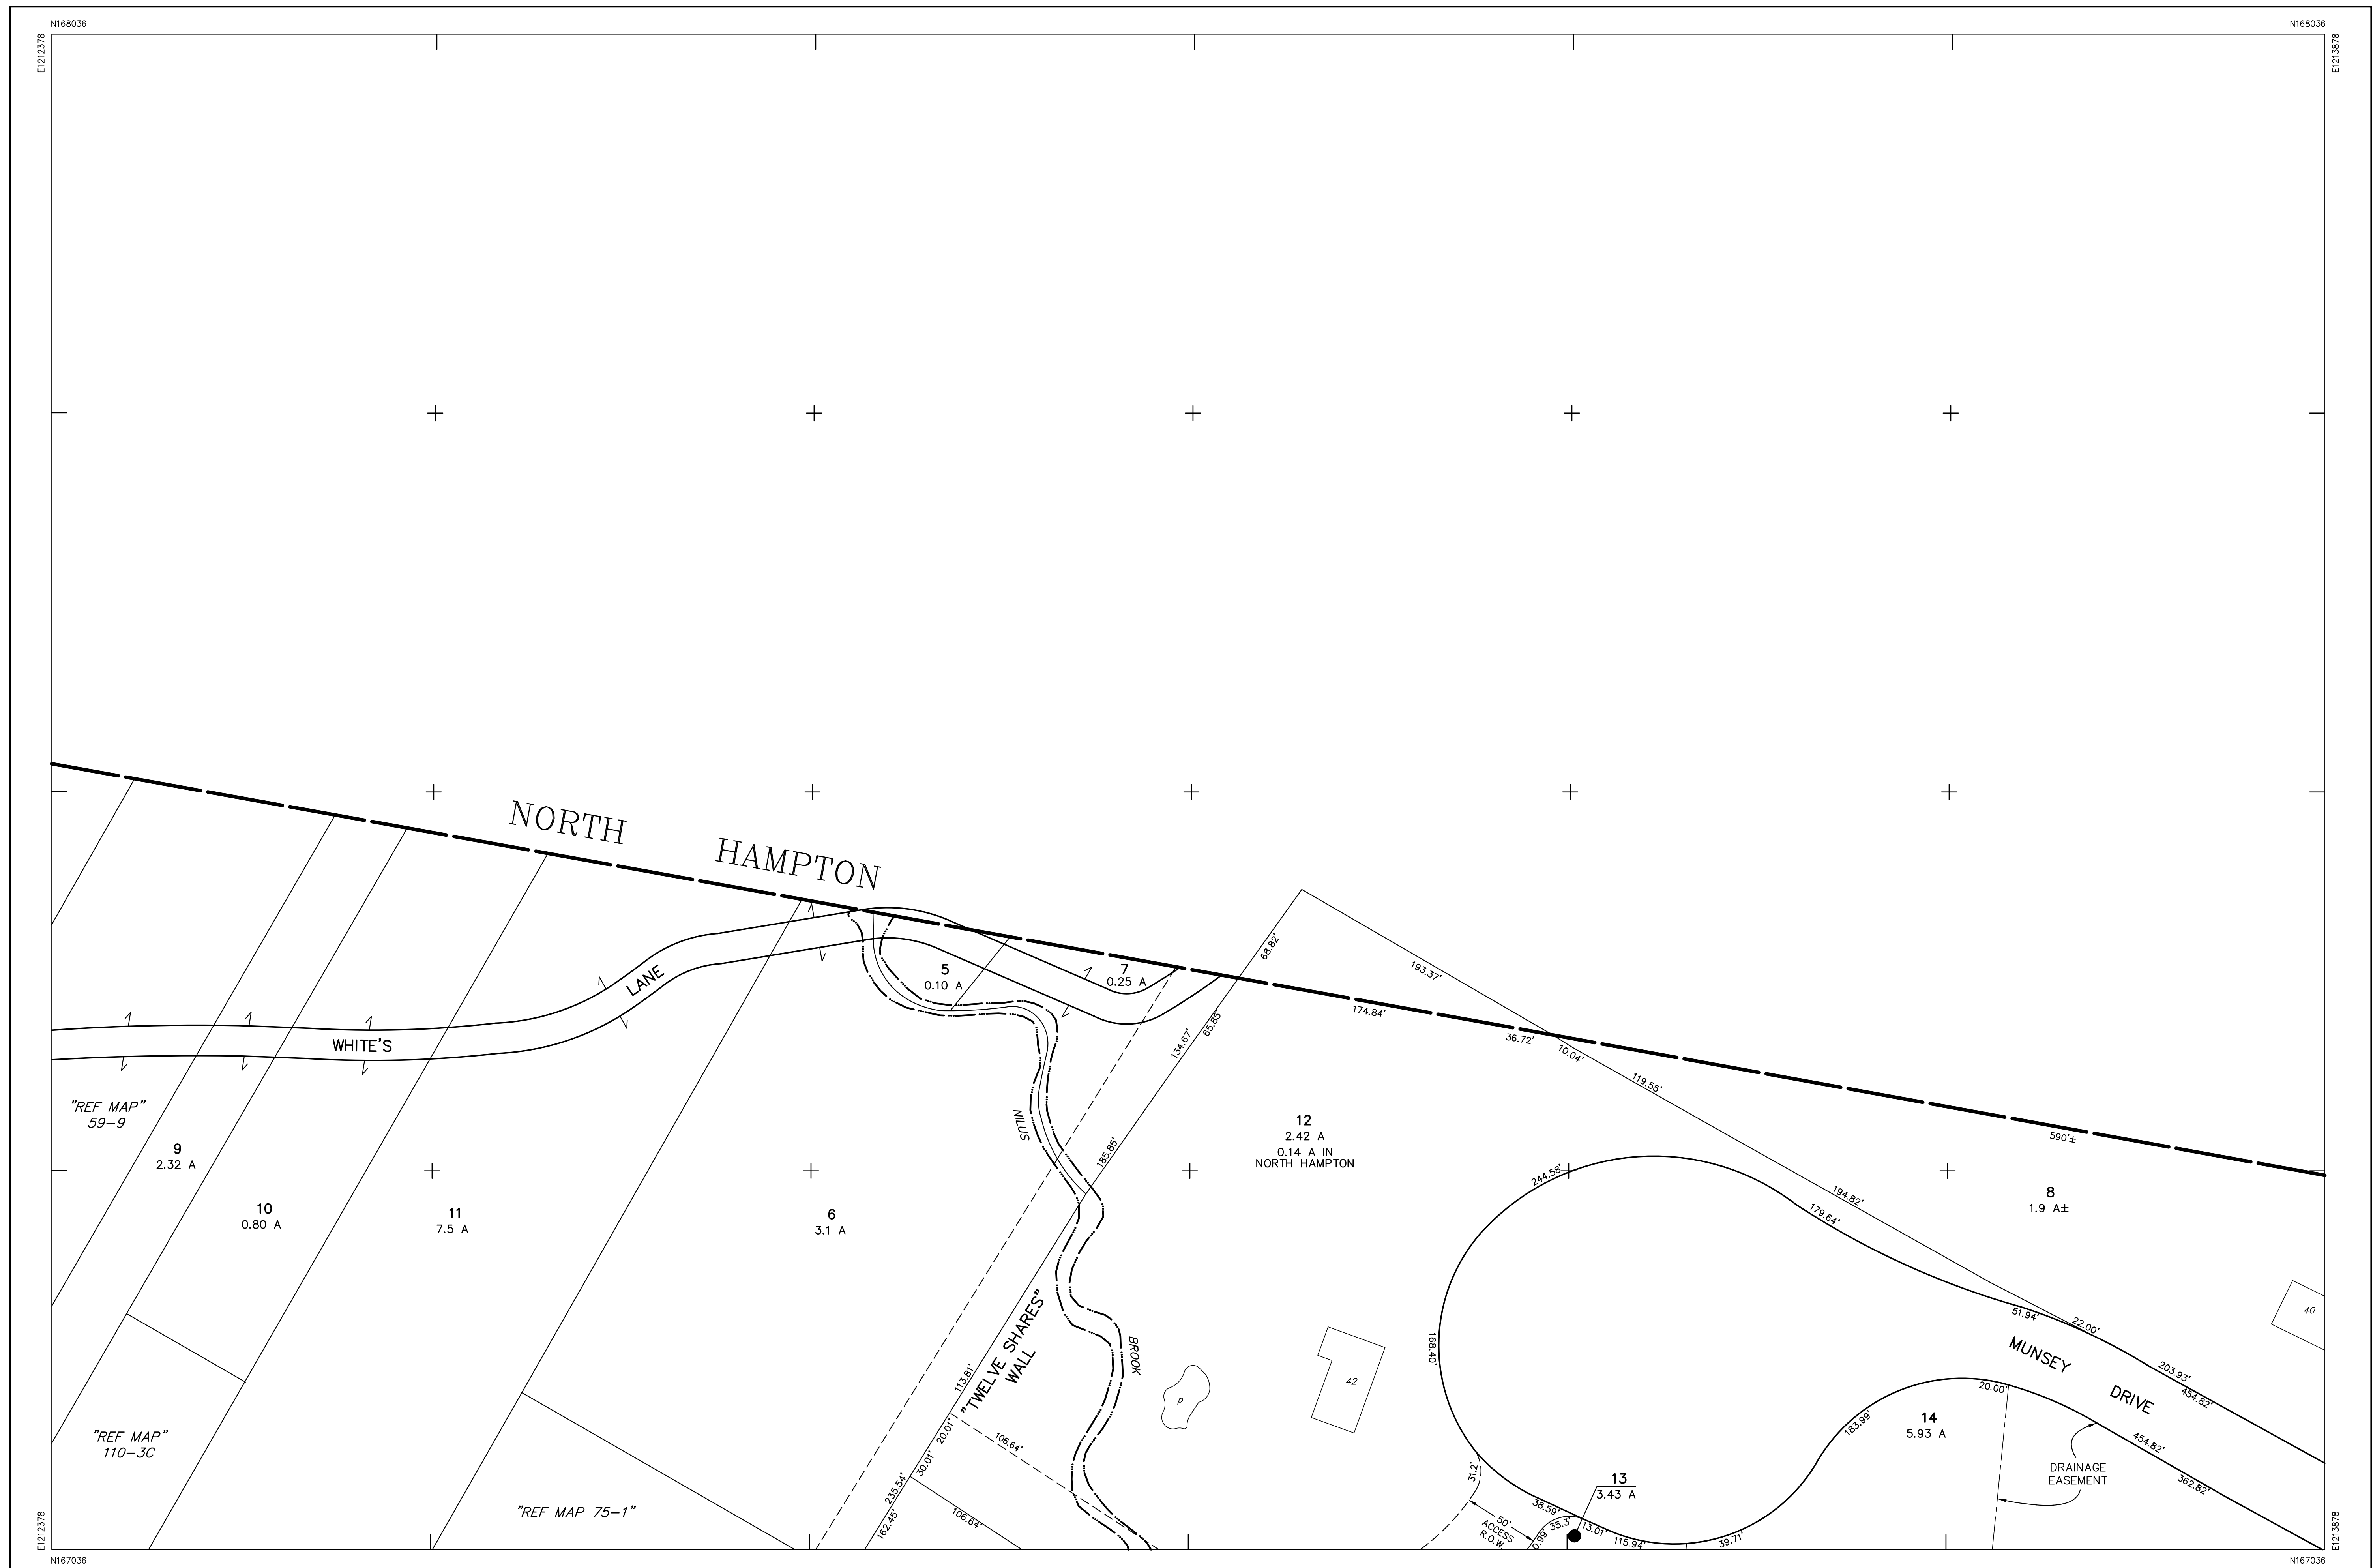 N168036
N168036
E1212378
E1213878
NORTH HAMPTON
68.82'
193.37'
5
0.10 A
7
0.25 A
LANE
WHITE'S
174.84'
36.72'
10.04'
119.55'
134.67'
65.85'
590'±
"REF MAP"
59-9
NILUS
185.85'
12
2.42 A
0.14 A IN
NORTH HAMPTON
9
2.32 A
10
0.80 A
11
7.5 A
6
3.1 A
244.58'
179.64'
194.82'
8
1.9 A±
"TWELVE SHARES"
WALL
BROOK
168.40'
51.94'
22.00'
40
MUNSEY DRIVE
203.93'
454.82'
113.81'
42
P
20.00'
183.99'
14
5.93 A
454.82'
"REF MAP"
110-3C
20.01'
106.64'
30.01'
235.54'
162.45'
106.64'
31.2'
13
3.43 A
DRAINAGE
EASEMENT
362.82'
"REF MAP 75-1"
50'
ACCESS
R.O.W.
38.59'
35.3'
0.99'
13.01'
115.94'
39.71'
E1212378
E1213878
N167036
N167036